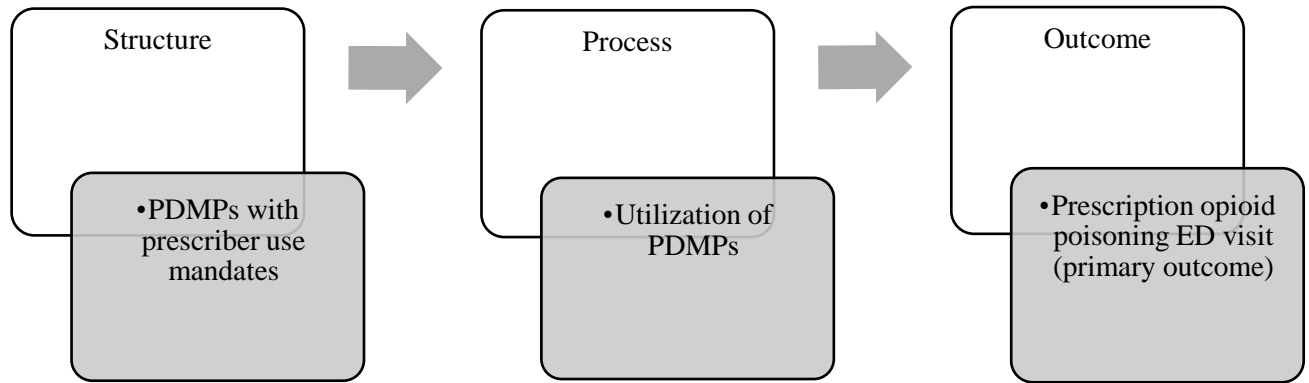 Structure
•PDMPs with
prescriber use
mandates
Process
•Utilization of
PDMPs
Outcome
•Prescription opioid
poisoning ED visit
(primary outcome)